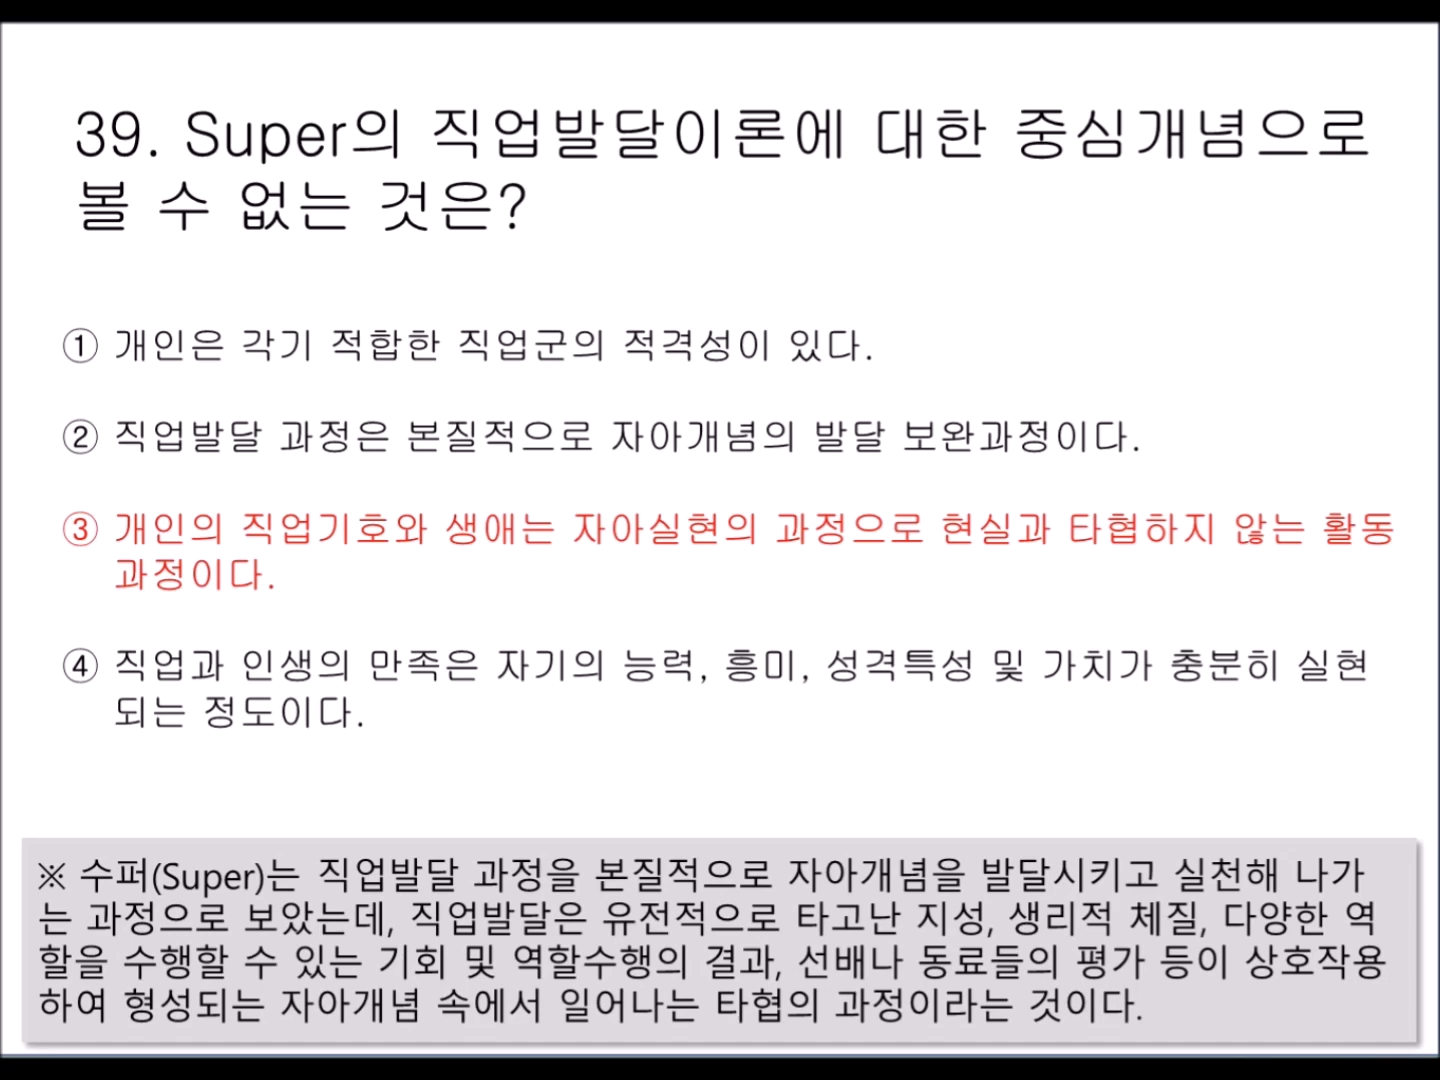 39. Super의 직업발달이론에 대한 중심개념으로
볼 수 없는 것은?
① 개인은 각기 적합한 직업군의 적격성이 있다.
② 직업발달 과정은 본질적으로 자아개념의 발달 보완과정이다.
③ 개인의 직업기호와 생애는 자아실현의 과정으로 현실과 타협하지 않는 활동
과정이다.
④ 직업과 인생의 만족은 자기의 능력, 흥미, 성격특성 및 가치가 충분히 실현
되는 정도이다.
※ 수퍼(Super)는 직업발달 과정을 본질적으로 자아개념을 발달시키고 실천해 나가
는 과정으로 보았는데, 직업발달은 유전적으로 타고난 지성, 생리적 체질, 다양한 역
할을 수행할 수 있는 기회 및 역할수행의 결과, 선배나 동료들의 평가 등이 상호작용
하여 형성되는 자아개념 속에서 일어나는 타협의 과정이라는 것이다.